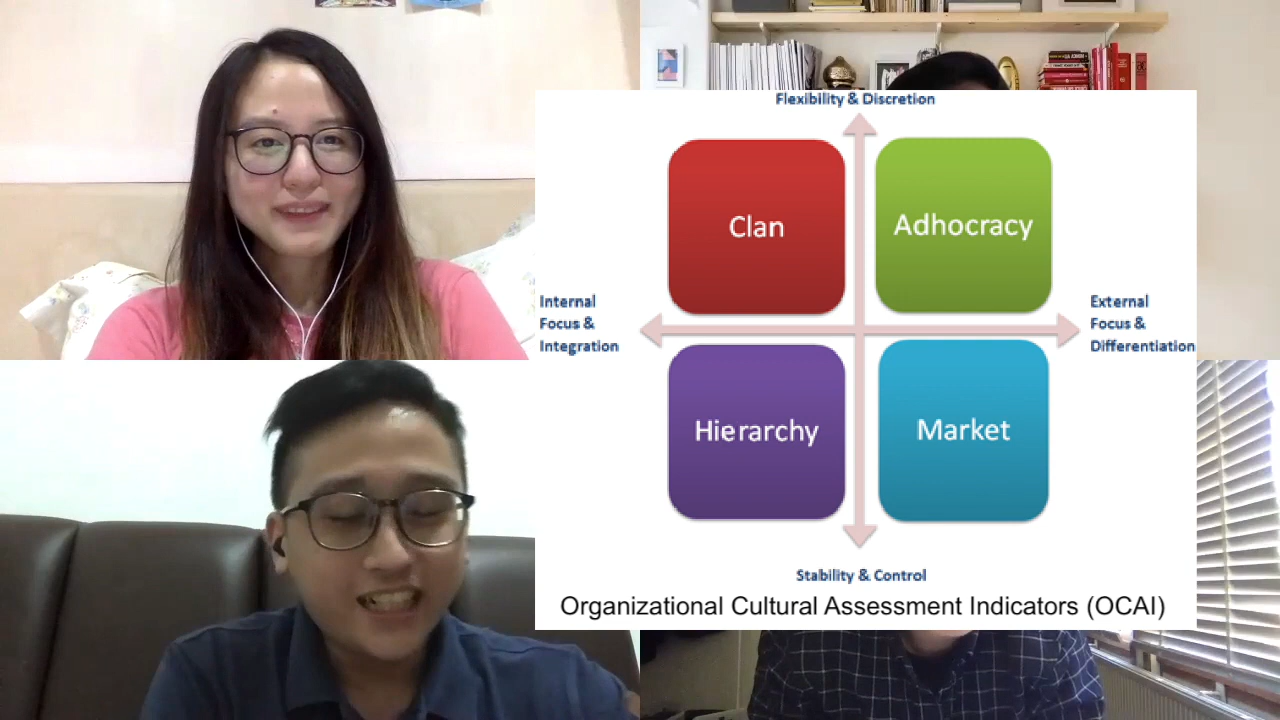 Flexibility & Discretion
Clan
Adhocracy
Internal
Focus &
Integration
External
Focus &
Differentiation
Hierarchy
Market
Stability & Control
Organizational Cultural Assessment Indicators (OCAI)